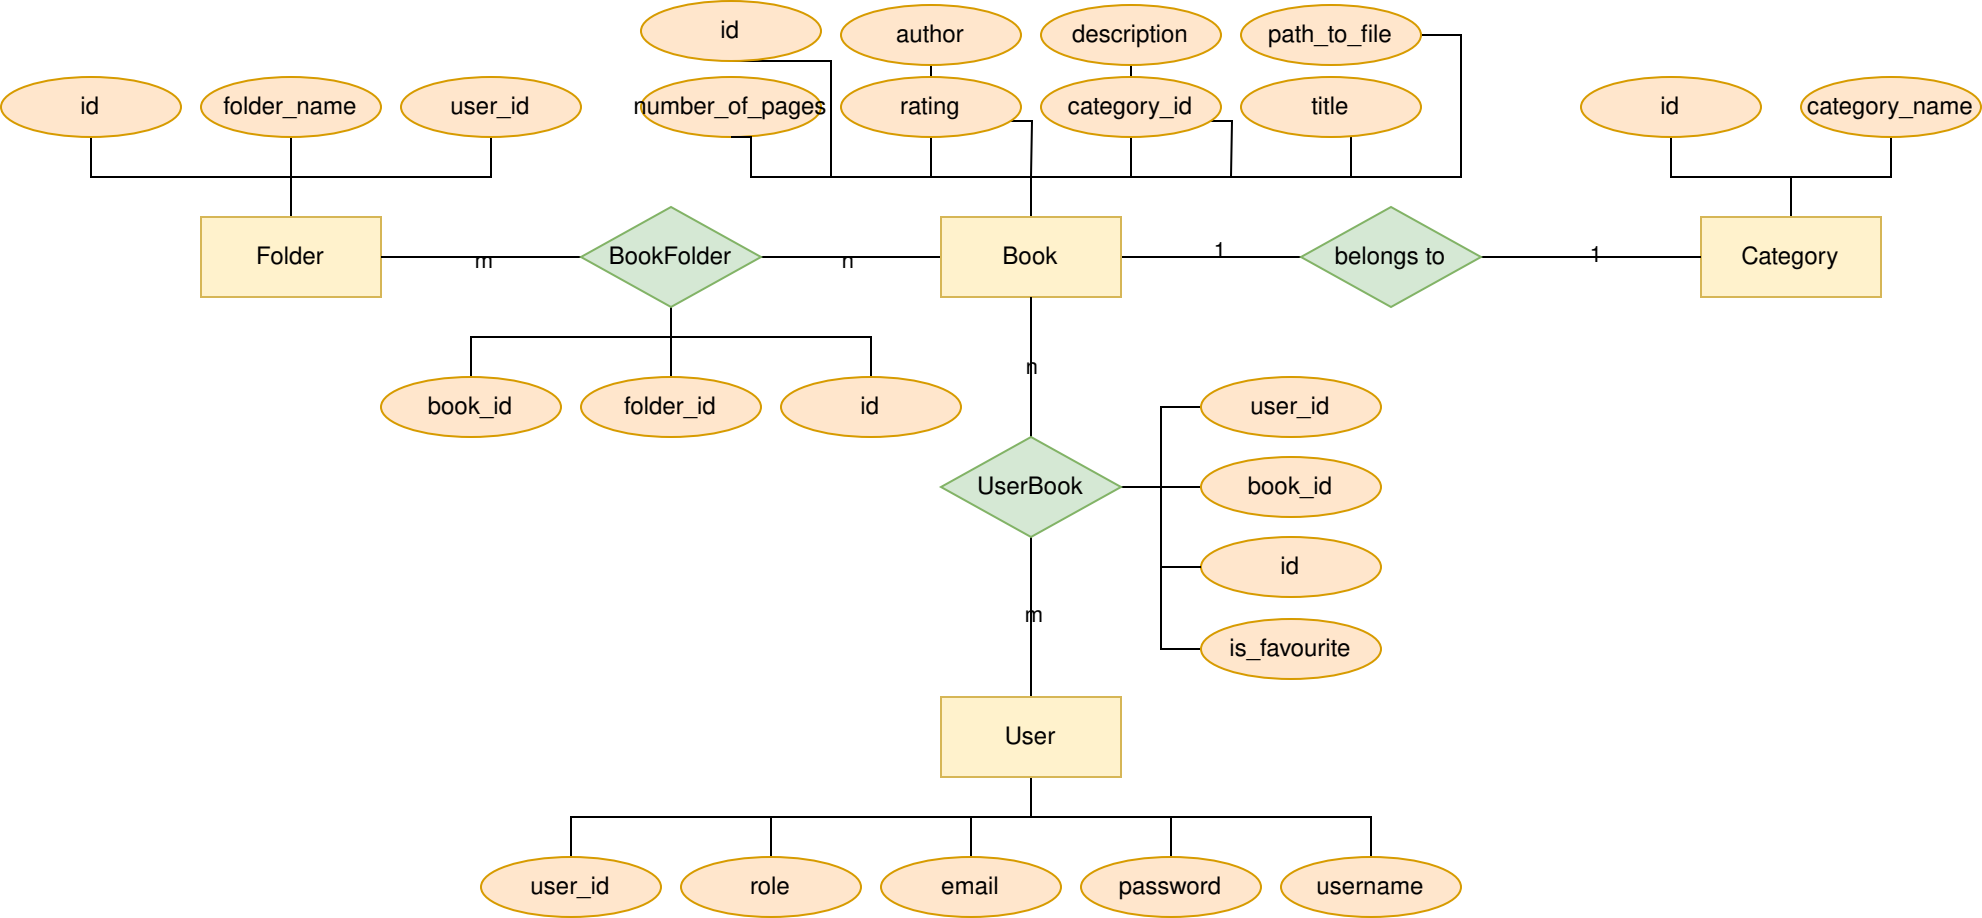 id
author
description
path_to_file
id
folder_name
user_id
number_of_pages
rating
category_id
title
id
category_name
Folder
m
BookFolder
n
Book
1
belongs to
1
Category
n
book_id
folder_id
id
user_id
UserBook
book_id
id
m
is_favourite
User
user_id
role
email
password
username